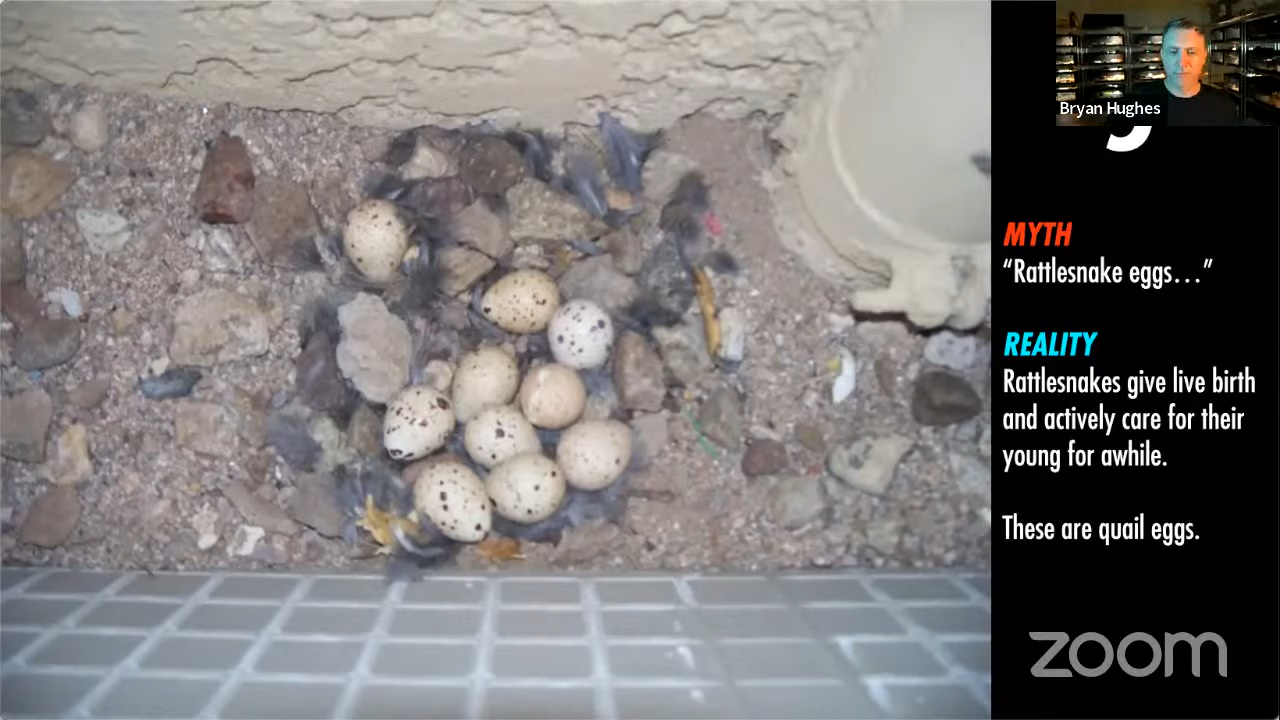 Bryan Hughes
MYTH
“Rattlesnake eggs…”
REALITY
Rattlesnakes give live birth
and actively care for their
young for awhile.
These are quail eggs.
zoom